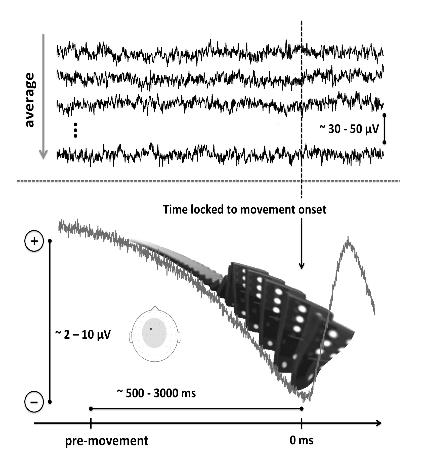 average
~ 30 - 50 µV
Time locked to movement onset
+
~ 2 – 10 µV
−
~ 500 - 3000 ms
pre-movement
0 ms